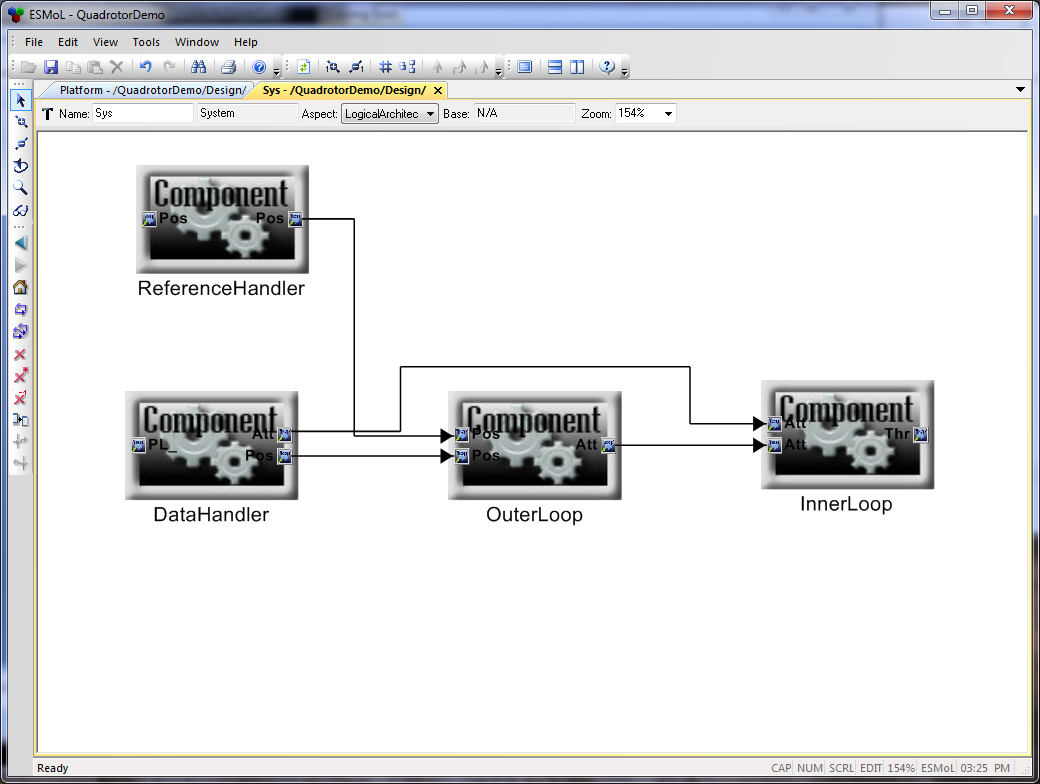 ESMoL - QuadrotorDemo
File Edit View Tools Window Help
Platform - /QuadrotorDemo/Design/ Sys - /QuadrotorDemo/Design/
Name: Sys System Aspect: LogicalArchitec Base: N/A Zoom: 154%
Component
Pos Pos
ReferenceHandler
Component
Att
PL_
Pos
DataHandler
Component
Pos
Att
Pos
OuterLoop
Component
Att
Thr
Att
InnerLoop
Ready CAP NUM SCRL EDIT 154% ESMoL 03:25 PM